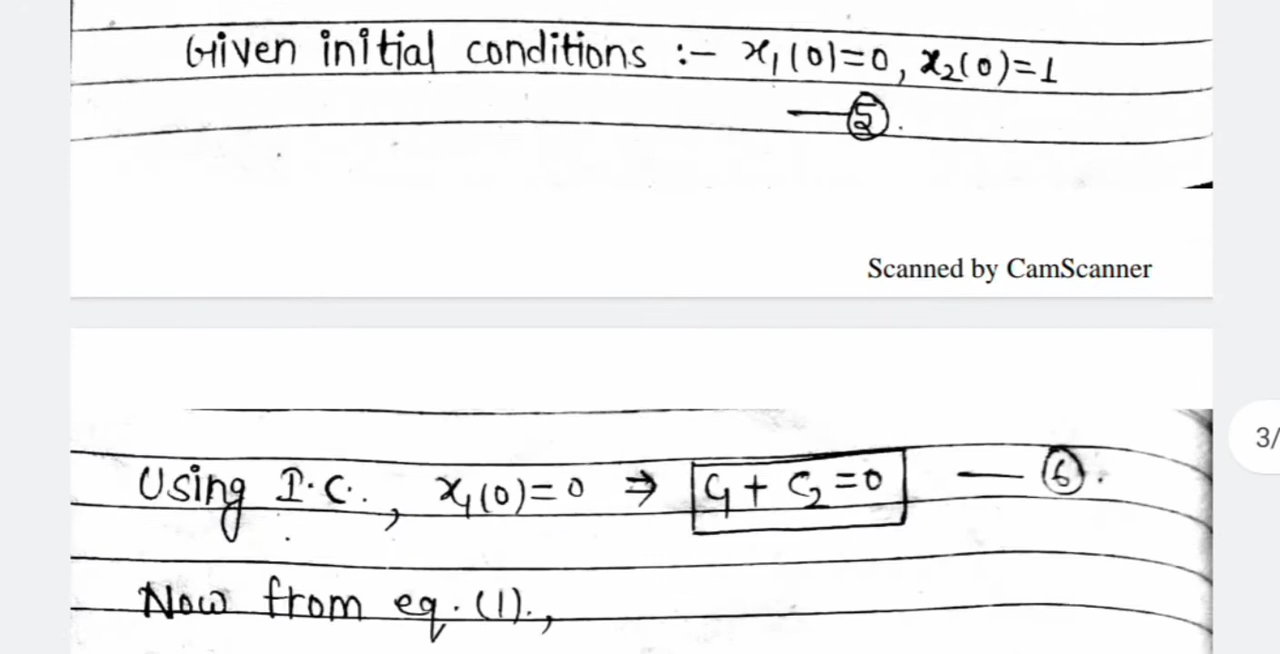 Given initial conditions :- x₁(0)=0, x₂(0)=1
—⑤.
Scanned by CamScanner
3/
Using I.C., x₁(0)=0 ⇒ C₁+C₂=0 —⑥.
Now from eq.(1).,